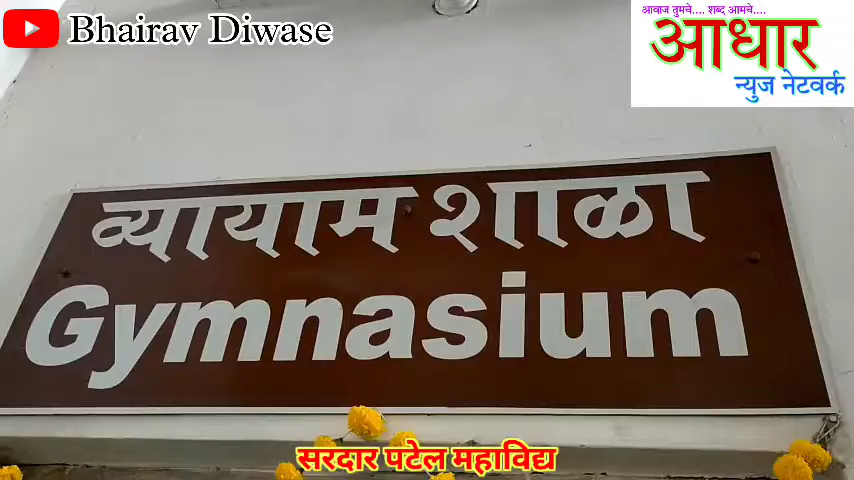 Bhairav Diwase
आवाज तुमचे.... शब्द आमचे....
आधार
न्युज नेटवर्क
व्यायाम शाळा
Gymnasium
सरदार पटेल महाविद्य